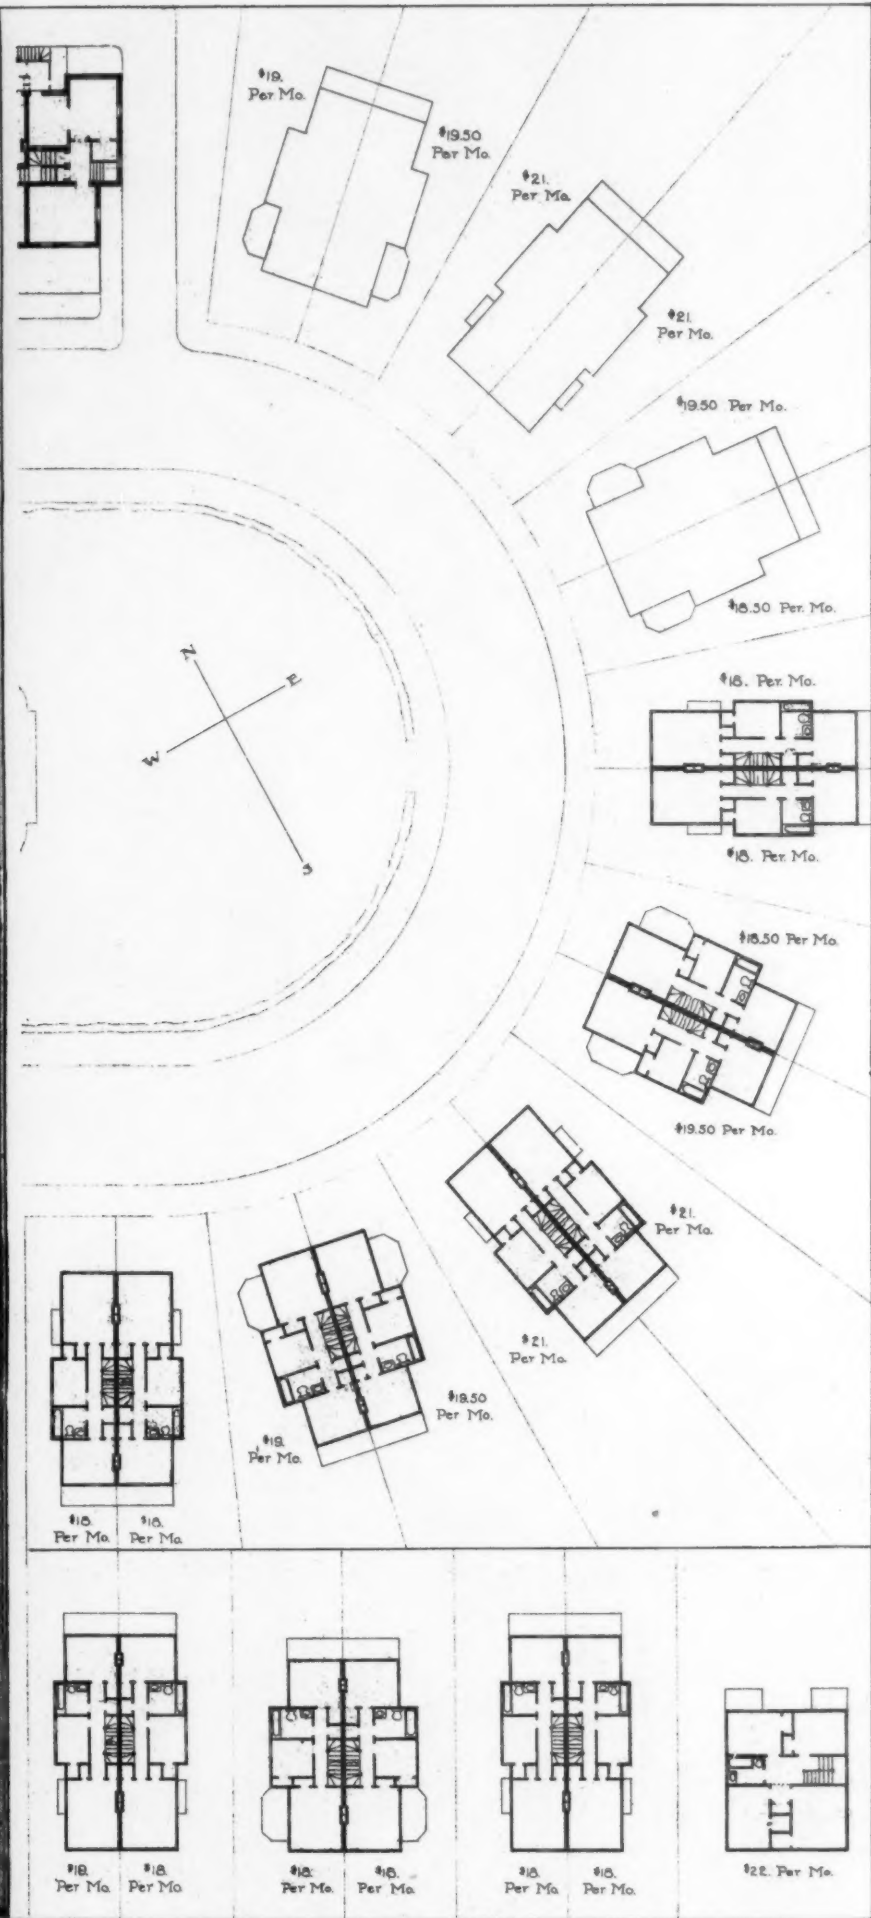 $19.
Per Mo.
$19.50
Per Mo.
$21.
Per Mo.
$21.
Per Mo.
$19.50 Per Mo.
$18.50 Per. Mo.
N
E
W
S
$18. Per. Mo.
$18. Per. Mo.
$18.50 Per Mo.
$19.50 Per Mo.
$21.
Per Mo.
$21.
Per Mo.
$19.50
Per Mo.
$19.
Per Mo.
$18. $18.
Per Mo. Per Mo.
$18. $18.
Per Mo. Per Mo.
$18. $18.
Per Mo. Per Mo.
$18. $18.
Per Mo. Per Mo.
$22. Per Mo.